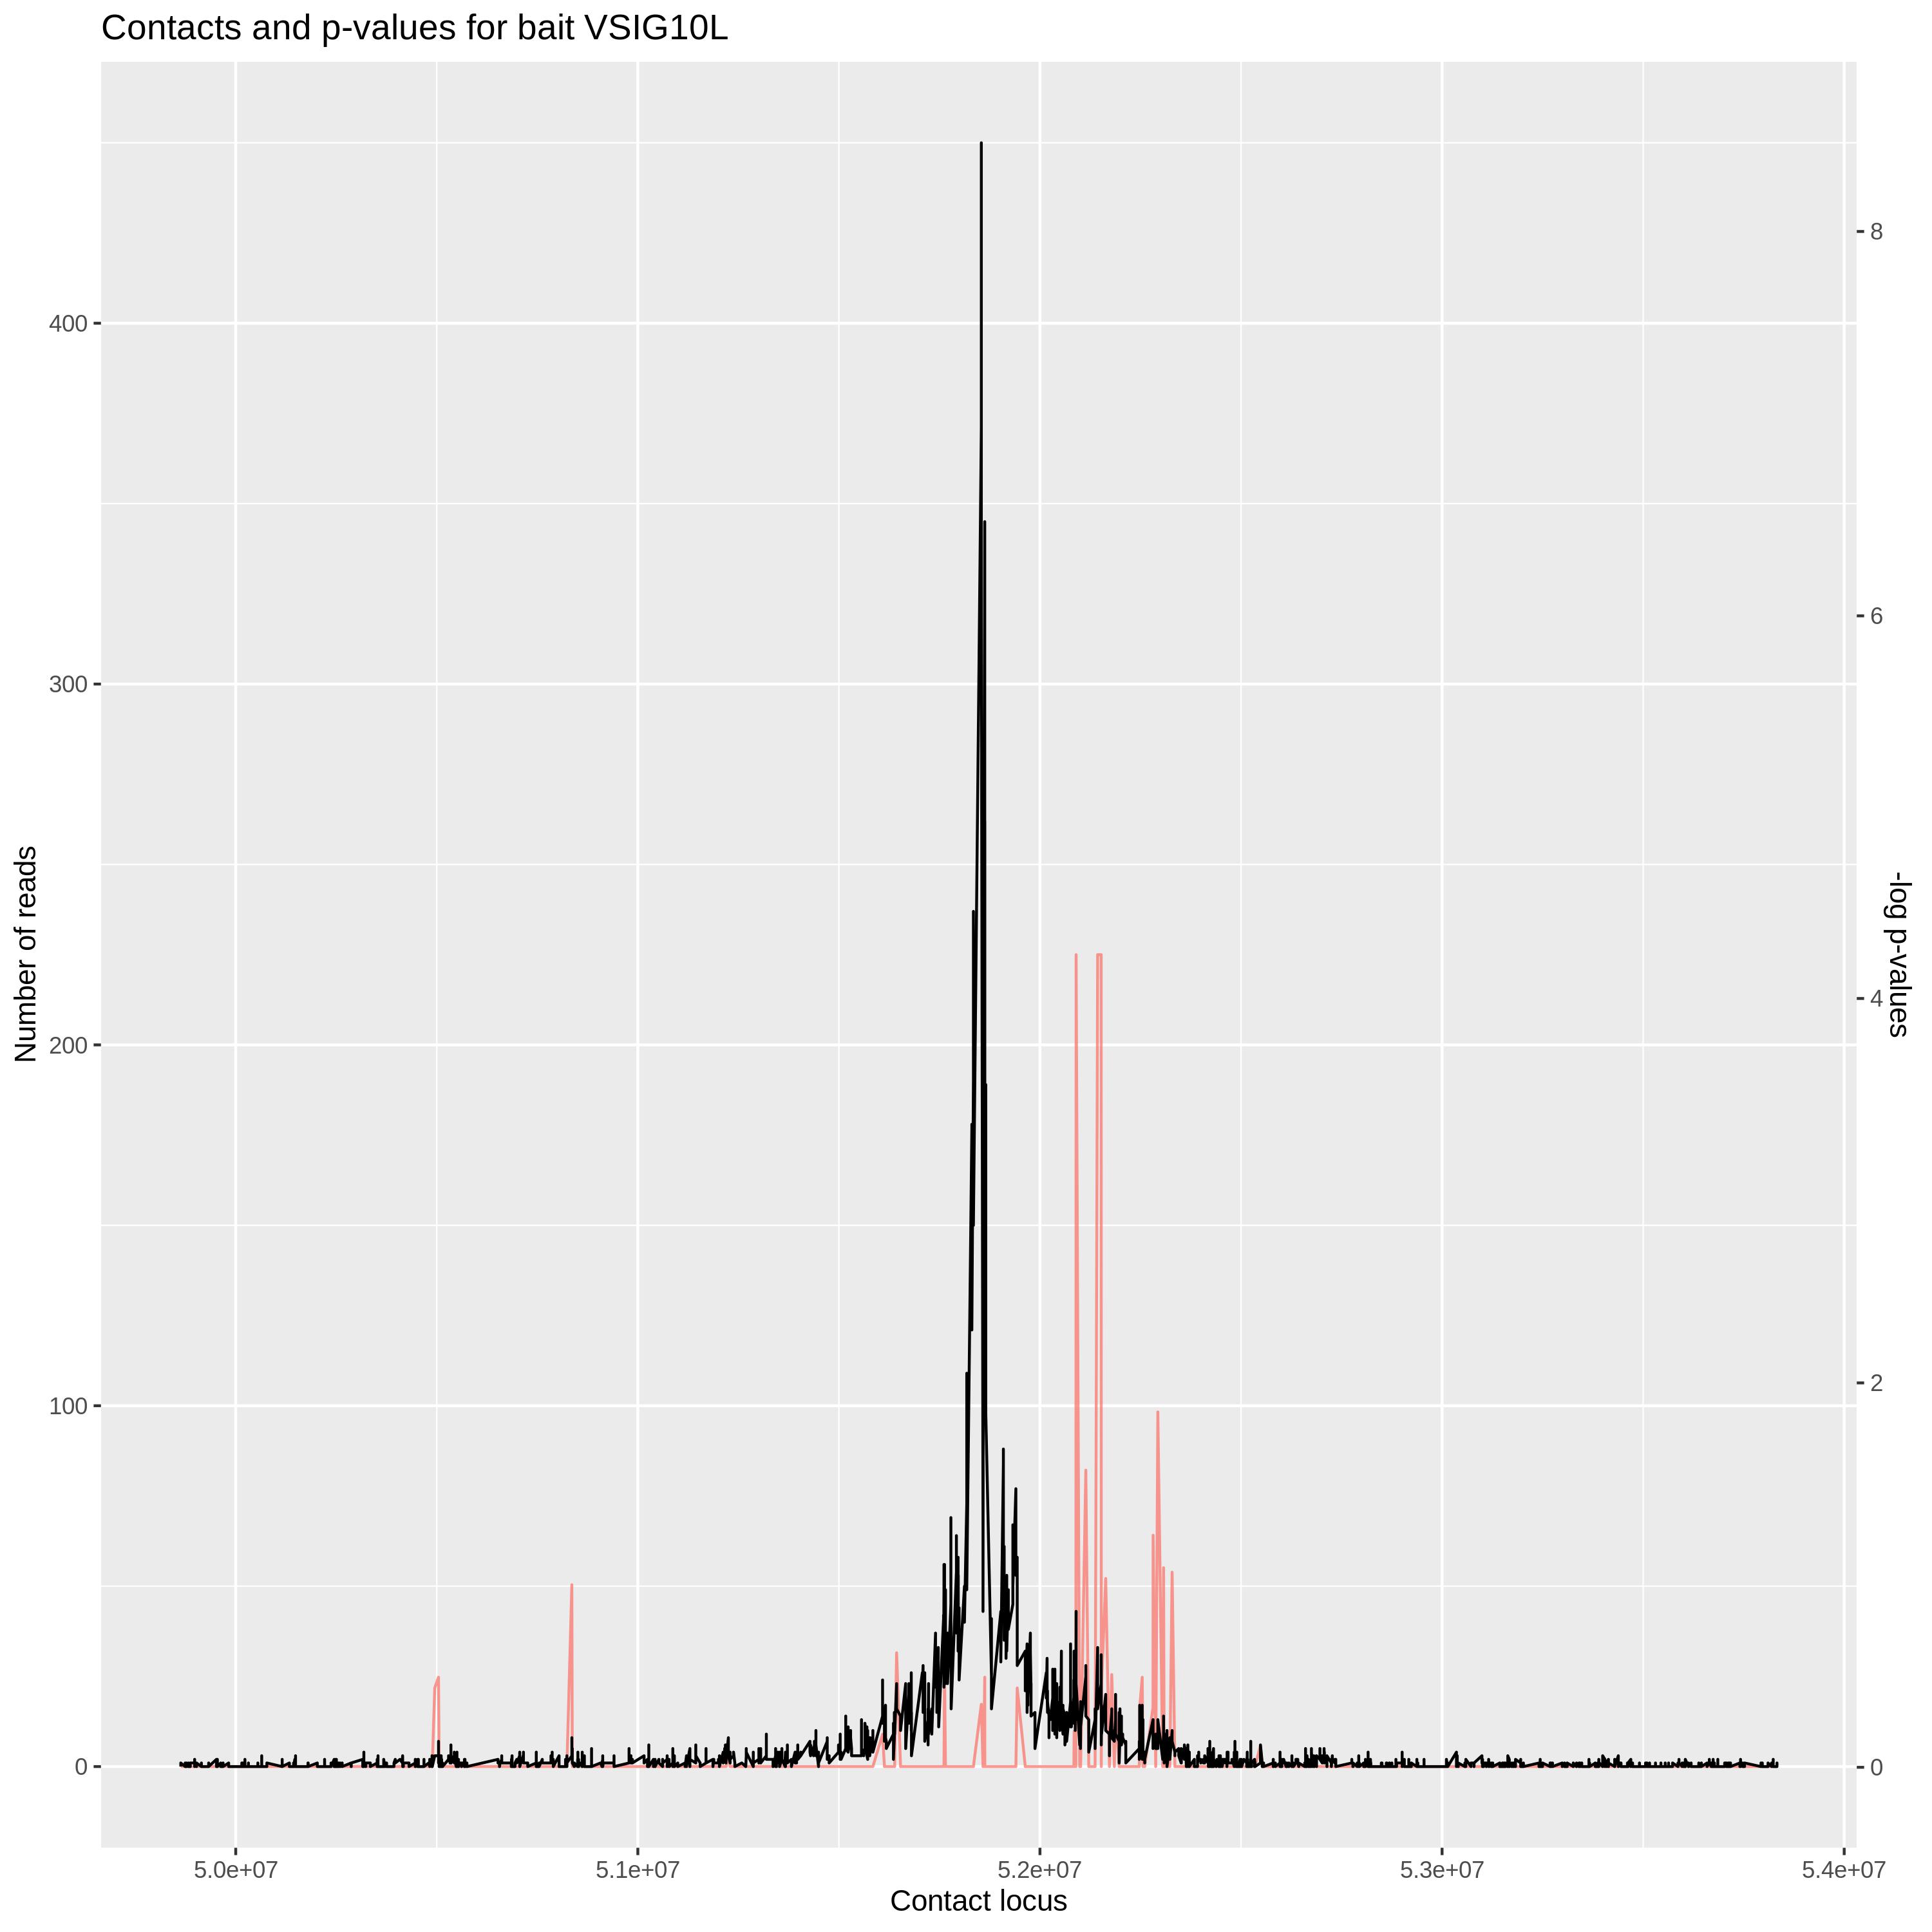 Contacts and p-values for bait VSIG10L
Number of reads
400
300
200
100
0
8
6
4
2
0
-log p-values
5.0e+07
5.1e+07
5.2e+07
5.3e+07
5.4e+07
Contact locus